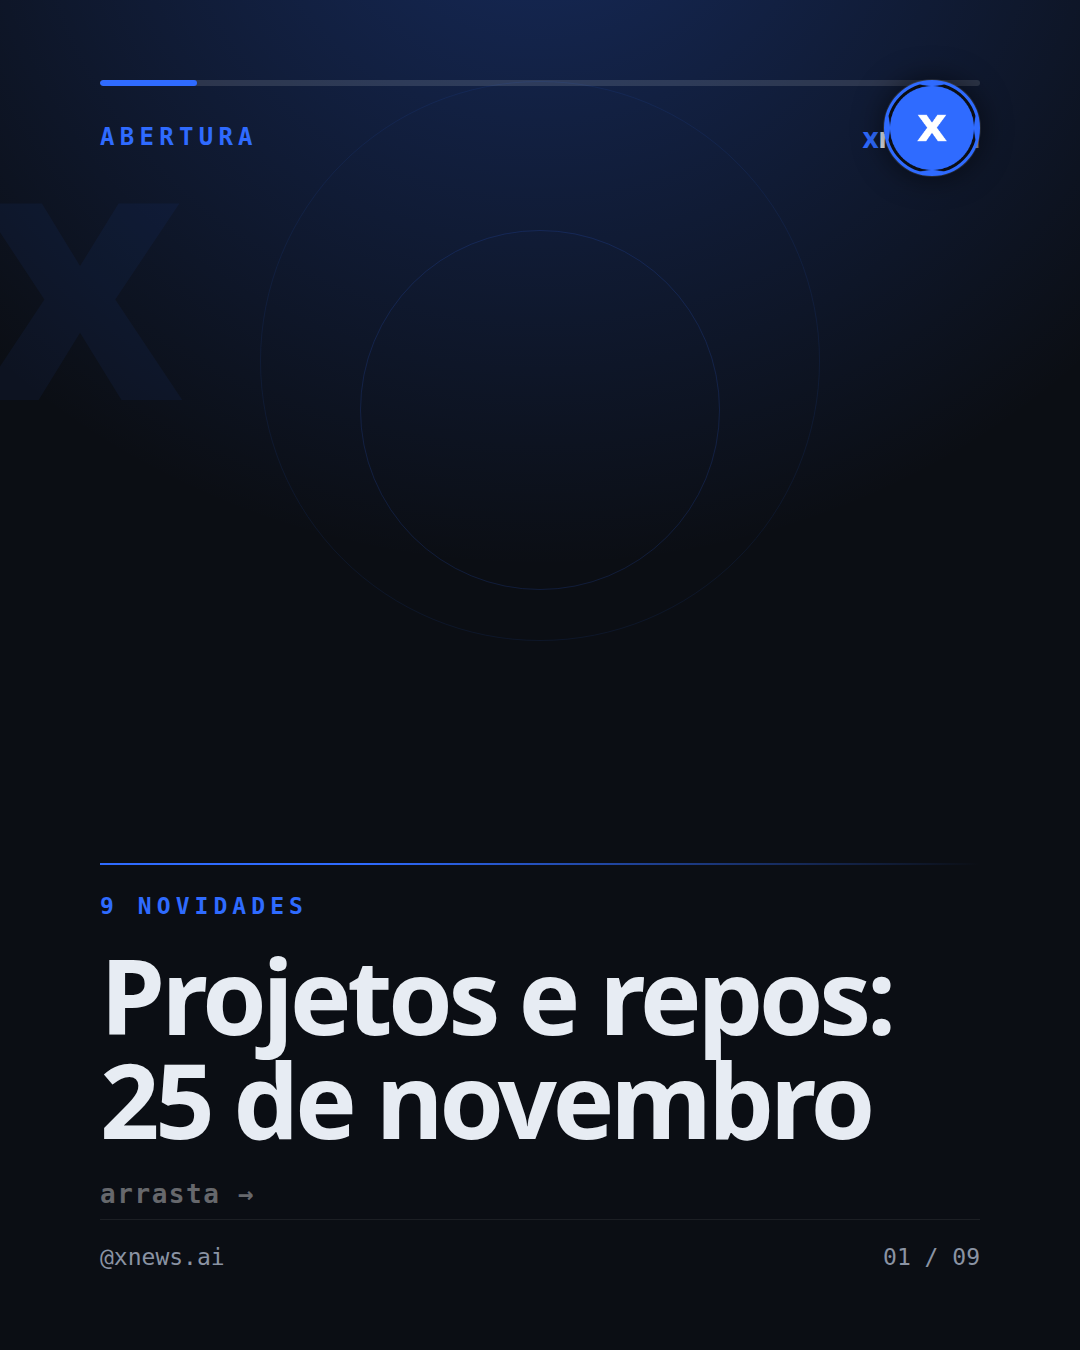 ABERTURA
x
x
9 NOVIDADES
Projetos e repos:
25 de novembro
arrasta →
@xnews.ai
01 / 09